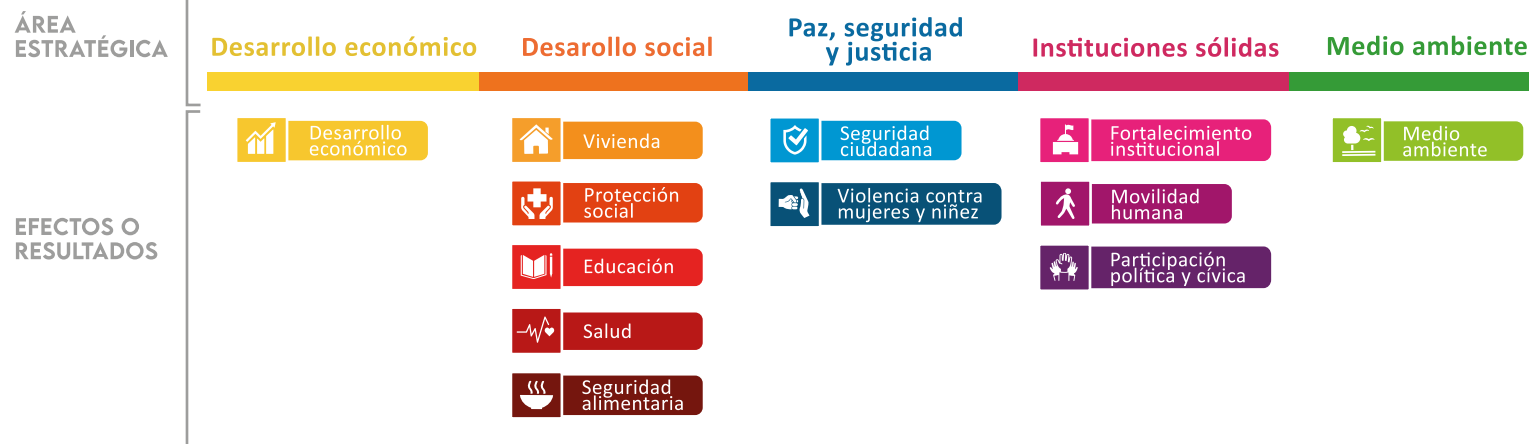 ÁREA
ESTRATÉGICA
Desarrollo económico
Desarollo social
Paz, seguridad
y justicia
Instituciones sólidas
Medio ambiente
EFECTOS O
RESULTADOS
Desarrollo
económico
Vivienda
Protección
social
Educación
Salud
Seguridad
alimentaria
Seguridad
ciudadana
Violencia contra
mujeres y niñez
Fortalecimiento
institucional
Movilidad
humana
Participación
política y cívica
Medio
ambiente